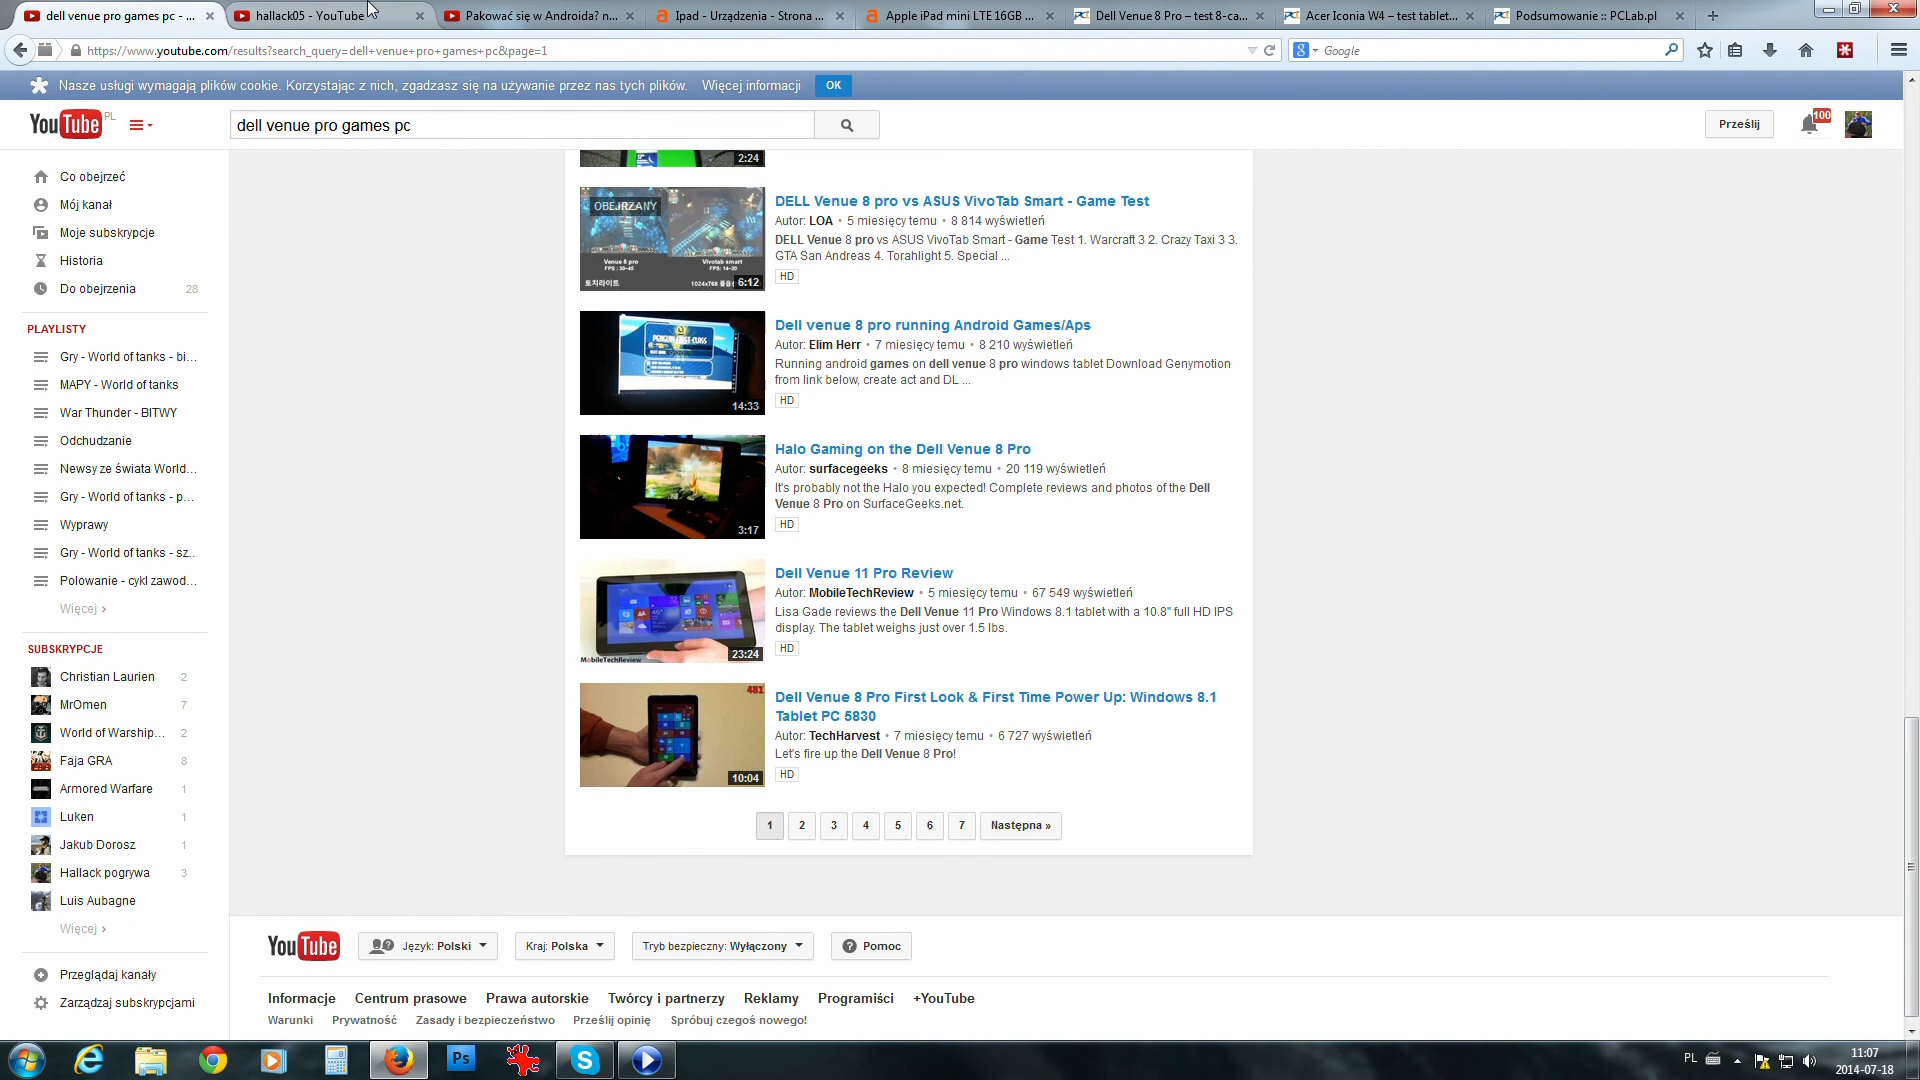 dell venue pro games pc - ...
hallack05 - YouTube
Pakować się w Androida? n...
Ipad - Urządzenia - Strona ...
Apple iPad mini LTE 16GB ...
Dell Venue 8 Pro – test 8-ca...
Acer Iconia W4 – test tablet...
Podsumowanie :: PCLab.pl
https://www.youtube.com/results?search_query=dell+venue+pro+games+pc&page=1
Google
Nasze usługi wymagają plików cookie. Korzystając z nich, zgadzasz się na używanie przez nas tych plików. Więcej informacji OK
YouTube PL
dell venue pro games pc
Prześlij
100
Co obejrzeć
Mój kanał
Moje subskrypcje
Historia
Do obejrzenia 28
PLAYLISTY
Gry - World of tanks - bi...
MAPY - World of tanks
War Thunder - BITWY
Odchudzanie
Newsy ze świata World...
Gry - World of tanks - p...
Wyprawy
Gry - World of tanks - sz...
Polowanie - cykl zawod...
Więcej ›
SUBSKRYPCJE
Christian Laurien 2
MrOmen 7
World of Warship... 2
Faja GRA 8
Armored Warfare 1
Luken 1
Jakub Dorosz 1
Hallack pogrywa 3
Luis Aubagne
Więcej ›
Przeglądaj kanały
Zarządzaj subskrypcjami
2:24
OBEJRZANY
Venue 8 pro
FPS : 30~45
Vivotab smart
FPS: 14~20
토치라이트
6:12
DELL Venue 8 pro vs ASUS VivoTab Smart - Game Test
Autor: LOA • 5 miesięcy temu • 8 814 wyświetleń
DELL Venue 8 pro vs ASUS VivoTab Smart - Game Test 1. Warcraft 3 2. Crazy Taxi 3 3.
GTA San Andreas 4. Torahlight 5. Special ...
HD
14:33
Dell venue 8 pro running Android Games/Aps
Autor: Elim Herr • 7 miesięcy temu • 8 210 wyświetleń
Running android games on dell venue 8 pro windows tablet Download Genymotion
from link below, create act and DL ...
HD
3:17
Halo Gaming on the Dell Venue 8 Pro
Autor: surfacegeeks • 8 miesięcy temu • 20 119 wyświetleń
It's probably not the Halo you expected! Complete reviews and photos of the Dell
Venue 8 Pro on SurfaceGeeks.net.
HD
MobileTechReview
23:24
Dell Venue 11 Pro Review
Autor: MobileTechReview • 5 miesięcy temu • 67 549 wyświetleń
Lisa Gade reviews the Dell Venue 11 Pro Windows 8.1 tablet with a 10.8" full HD IPS
display. The tablet weighs just over 1.5 lbs.
HD
481
10:04
Dell Venue 8 Pro First Look & First Time Power Up: Windows 8.1
Tablet PC 5830
Autor: TechHarvest • 7 miesięcy temu • 6 727 wyświetleń
Let's fire up the Dell Venue 8 Pro!
HD
1 2 3 4 5 6 7 Następna »
YouTube
Język: Polski
Kraj: Polska
Tryb bezpieczny: Wyłączony
Pomoc
Informacje Centrum prasowe Prawa autorskie Twórcy i partnerzy Reklamy Programiści +YouTube
Warunki Prywatność Zasady i bezpieczeństwo Prześlij opinię Spróbuj czegoś nowego!
Ps
PL
11:07
2014-07-18